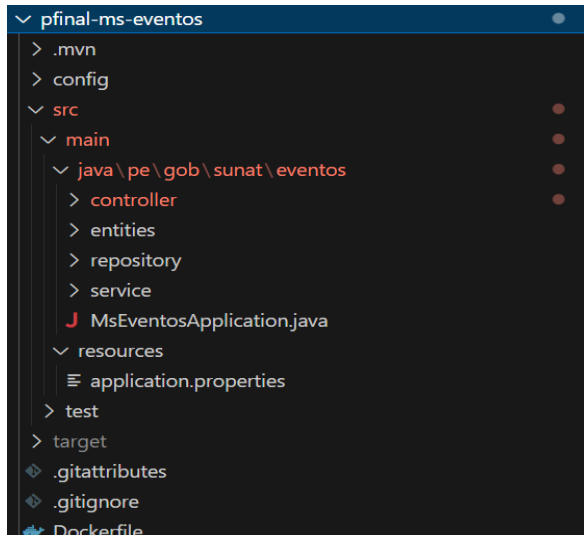 pfinal-ms-eventos
.mvn
config
src
main
java\pe\gob\sunat\eventos
controller
entities
repository
service
J MsEventosApplication.java
resources
application.properties
test
target
.gitattributes
.gitignore
Dockerfile